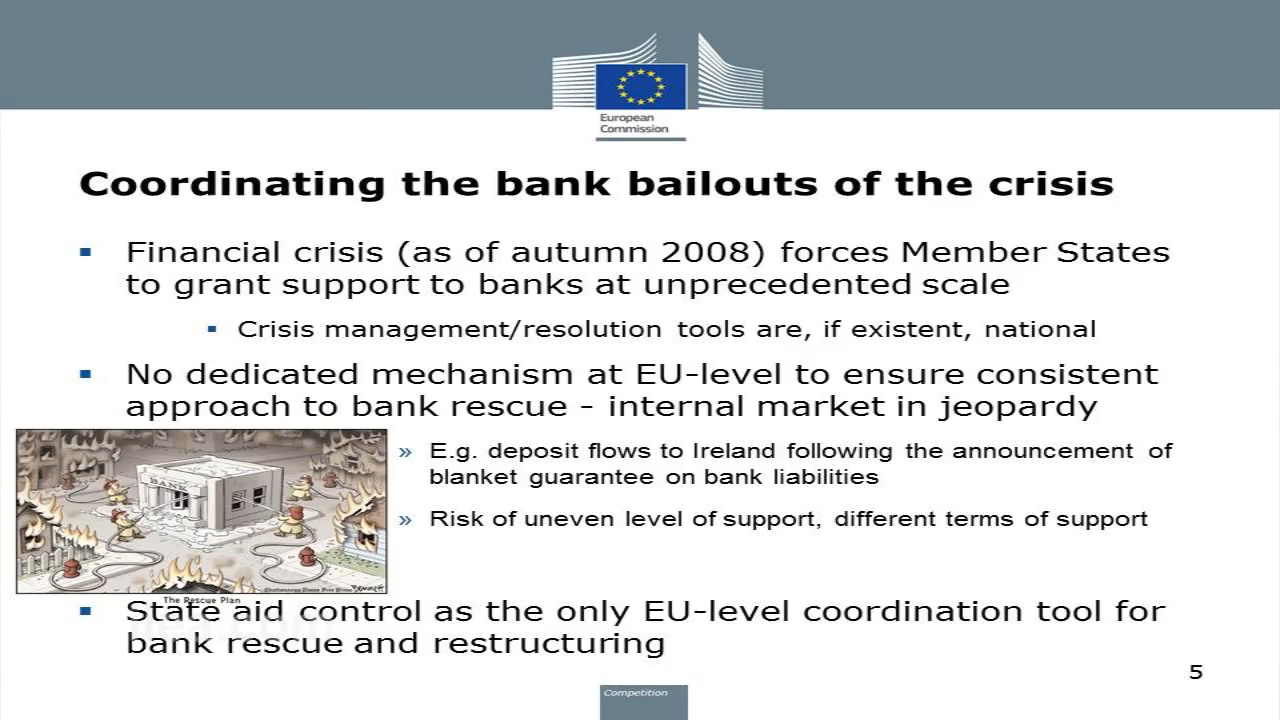 European
Commission
Coordinating the bank bailouts of the crisis
Financial crisis (as of autumn 2008) forces Member States
to grant support to banks at unprecedented scale
Crisis management/resolution tools are, if existent, national
No dedicated mechanism at EU-level to ensure consistent
approach to bank rescue - internal market in jeopardy
BANK
» E.g. deposit flows to Ireland following the announcement of
blanket guarantee on bank liabilities
» Risk of uneven level of support, different terms of support
The Rescue Plan
State aid control as the only EU-level coordination tool for
bank rescue and restructuring
5
Competition